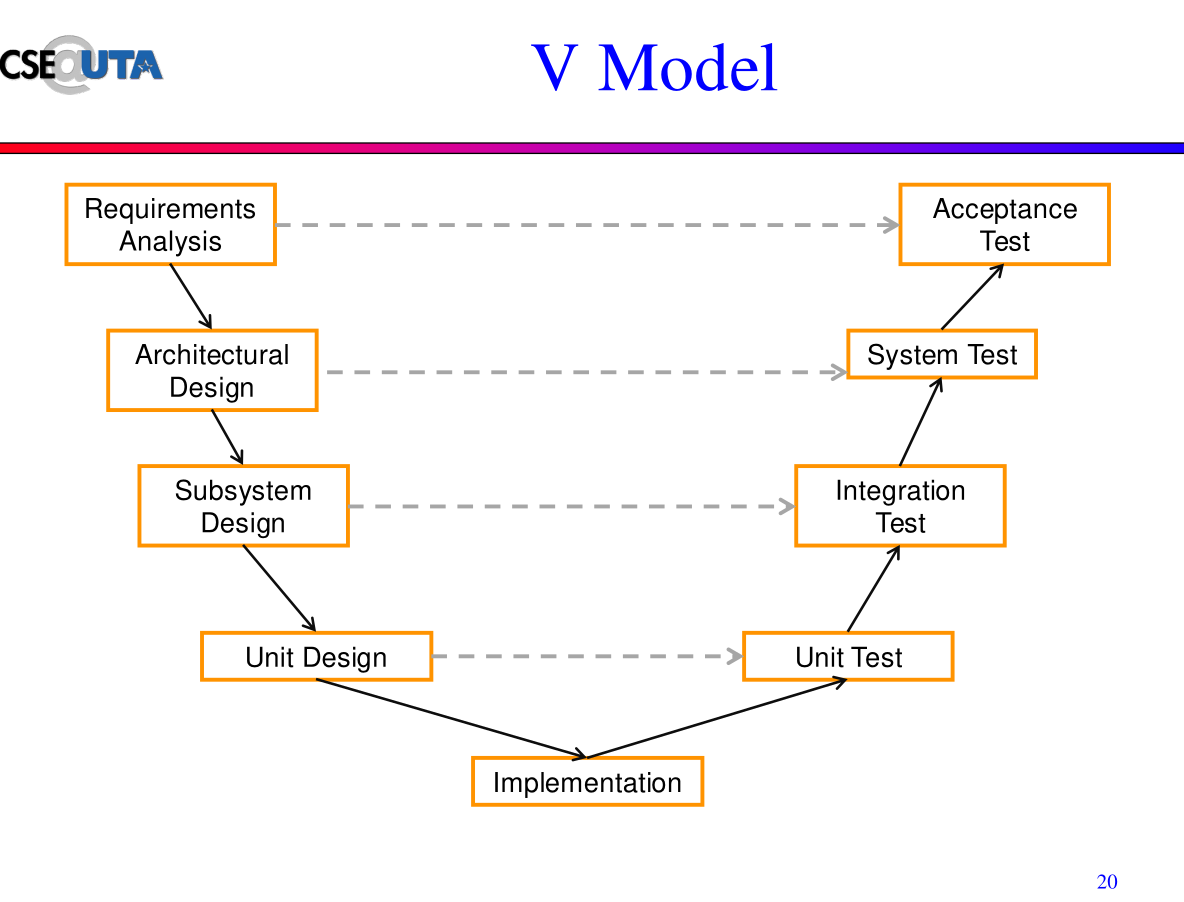 CSE@UTA
V Model
Requirements
Analysis
Acceptance
Test
Architectural
Design
System Test
Subsystem
Design
Integration
Test
Unit Design
Unit Test
Implementation
20